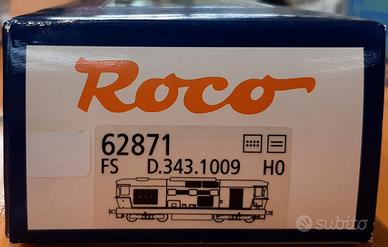 Roco
62871
FS D.343.1009 H0
subito